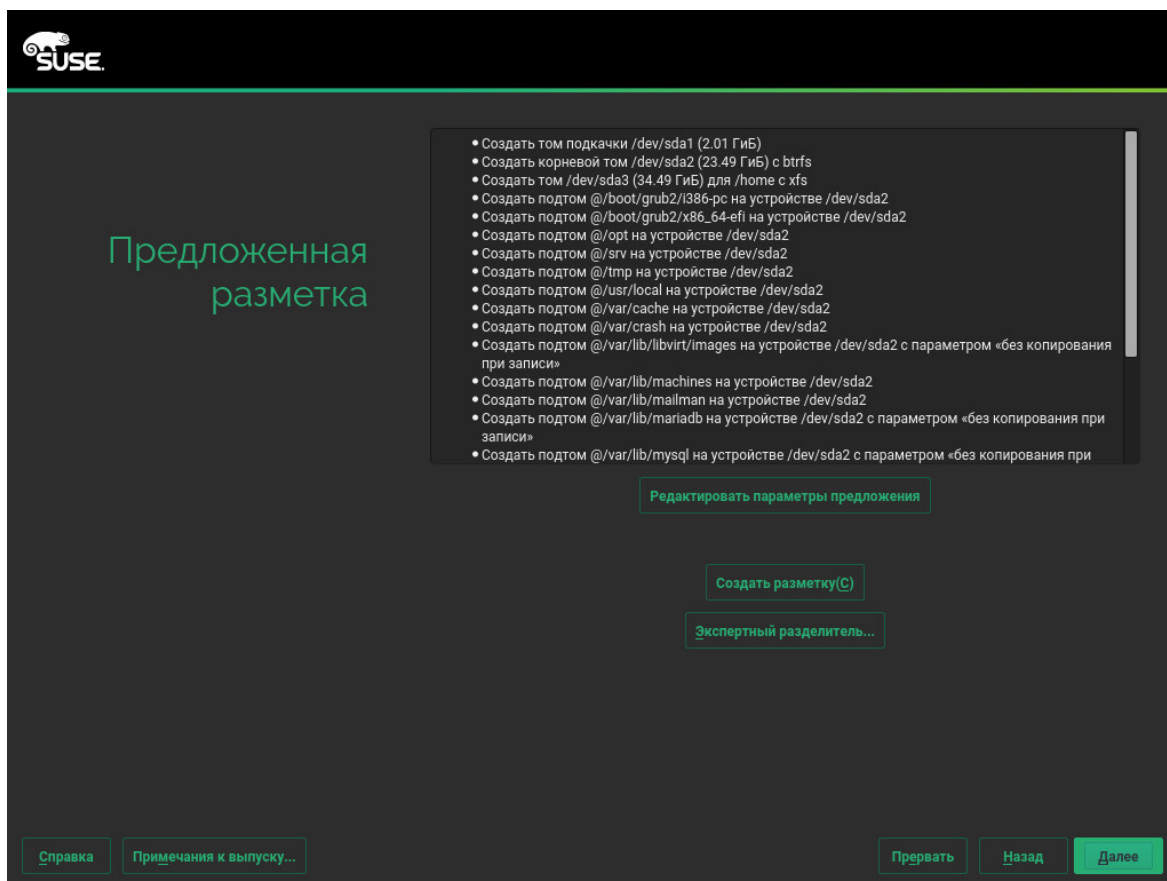 SUSE.
Предложенная
разметка
Создать том подкачки /dev/sda1 (2.01 ГиБ)
Создать корневой том /dev/sda2 (23.49 ГиБ) с btrfs
Создать том /dev/sda3 (34.49 ГиБ) для /home с xfs
Создать подтом @/boot/grub2/i386-pc на устройстве /dev/sda2
Создать подтом @/boot/grub2/x86_64-efi на устройстве /dev/sda2
Создать подтом @/opt на устройстве /dev/sda2
Создать подтом @/srv на устройстве /dev/sda2
Создать подтом @/tmp на устройстве /dev/sda2
Создать подтом @/usr/local на устройстве /dev/sda2
Создать подтом @/var/cache на устройстве /dev/sda2
Создать подтом @/var/crash на устройстве /dev/sda2
Создать подтом @/var/lib/libvirt/images на устройстве /dev/sda2 с параметром «без копирования
при записи»
Создать подтом @/var/lib/machines на устройстве /dev/sda2
Создать подтом @/var/lib/mailman на устройстве /dev/sda2
Создать подтом @/var/lib/mariadb на устройстве /dev/sda2 с параметром «без копирования при
записи»
Создать подтом @/var/lib/mysql на устройстве /dev/sda2 с параметром «без копирования при
Редактировать параметры предложения
Создать разметку(C)
Экспертный разделитель...
Справка
Примечания к выпуску...
Прервать
Назад
Далее